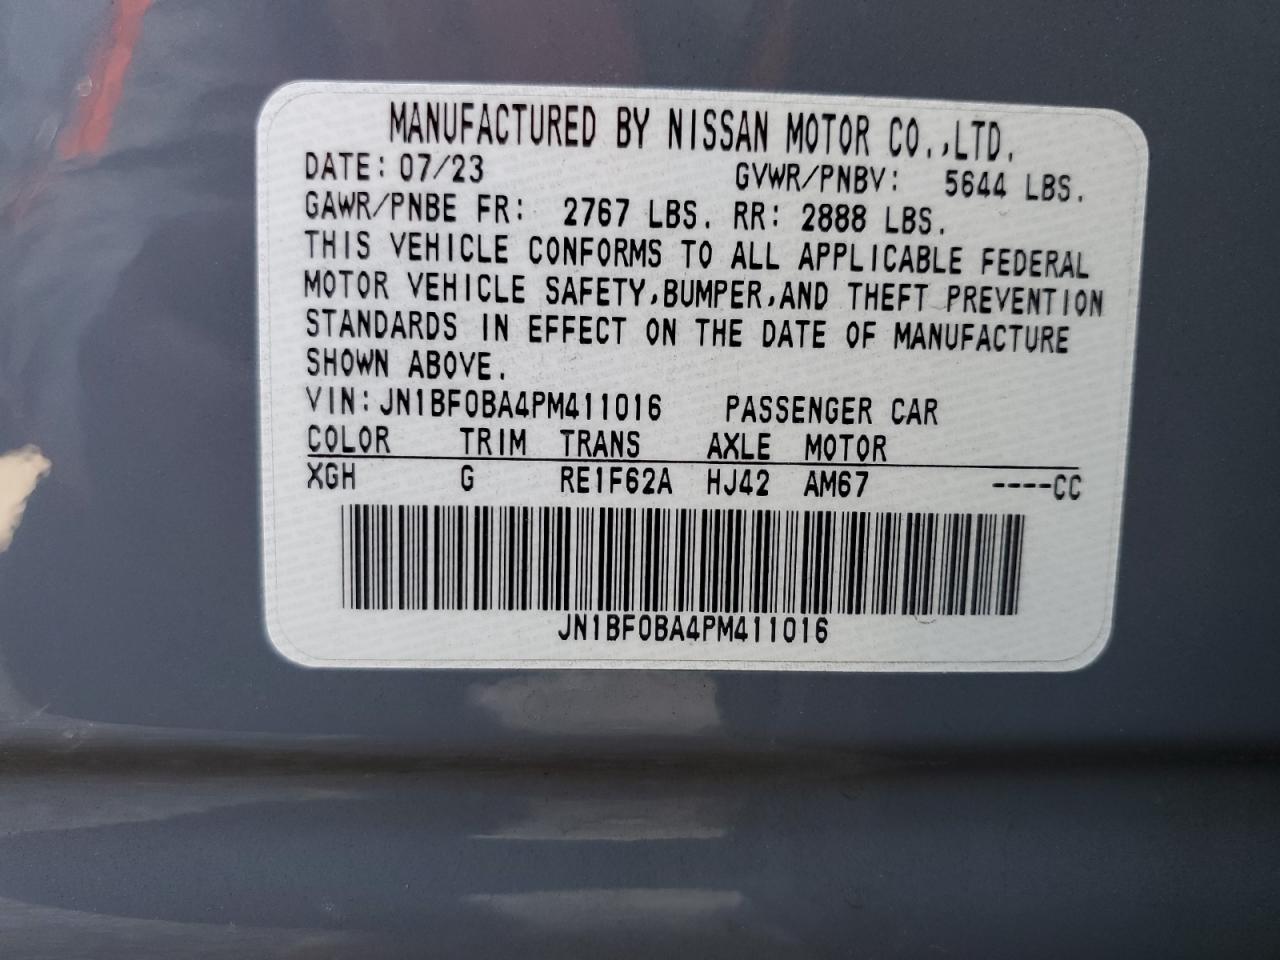 MANUFACTURED BY NISSAN MOTOR CO.,LTD.
DATE: 07/23 GVWR/PNBV: 5644 LBS.
GAWR/PNBE FR: 2767 LBS. RR: 2888 LBS.
THIS VEHICLE CONFORMS TO ALL APPLICABLE FEDERAL
MOTOR VEHICLE SAFETY,BUMPER,AND THEFT PREVENTION
STANDARDS IN EFFECT ON THE DATE OF MANUFACTURE
SHOWN ABOVE.
VIN: JN1BF0BA4PM411016 PASSENGER CAR
COLOR TRIM TRANS AXLE MOTOR
XGH G RE1F62A HJ42 AM67 ----CC
JN1BF0BA4PM411016